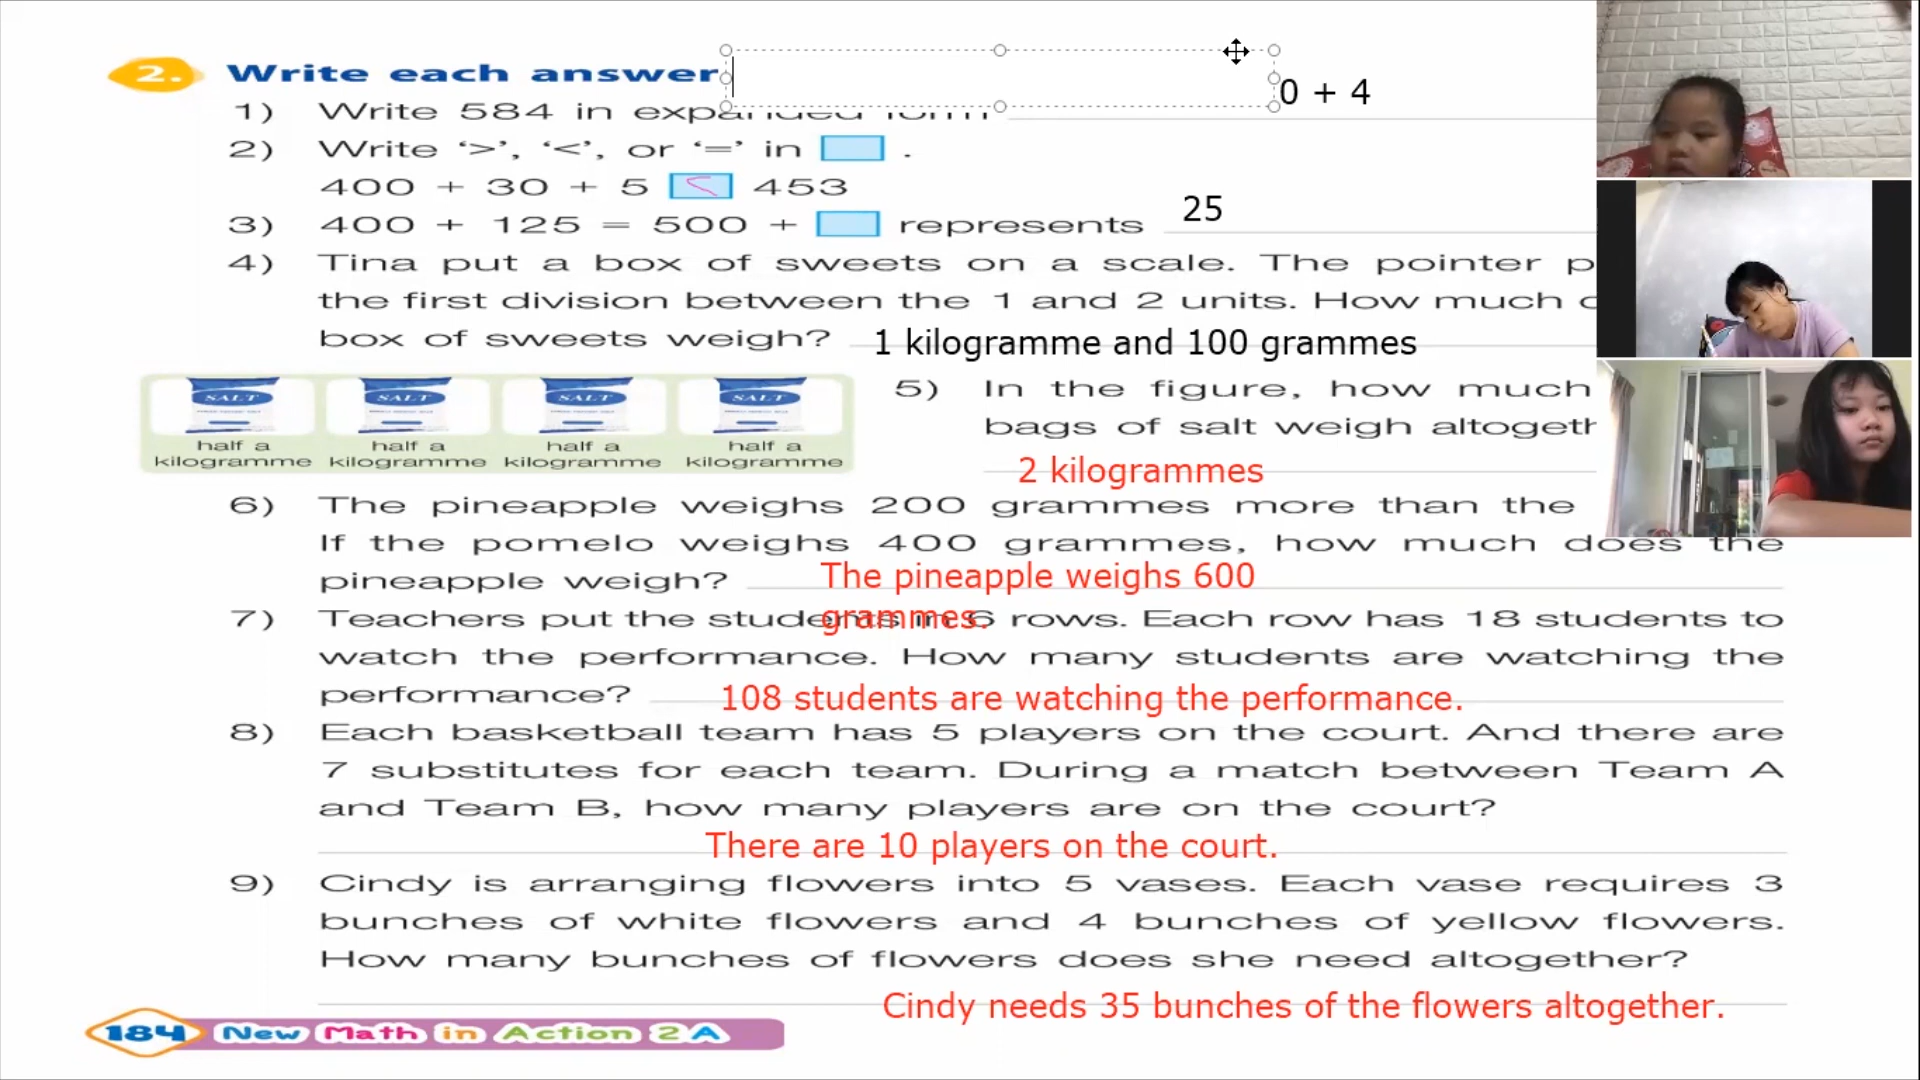 2. Write each answer
0 + 4
1) Write 584 in expanded form
2) Write ‘>’, ‘<’, or ‘=’ in .
400 + 30 + 5 < 453
3) 400 + 125 = 500 + represents 25
4) Tina put a box of sweets on a scale. The pointer p
the first division between the 1 and 2 units. How much
box of sweets weigh? 1 kilogramme and 100 grammes
SALT SALT SALT SALT
half a half a half a half a
kilogramme kilogramme kilogramme kilogramme
5) In the figure, how much
bags of salt weigh altogeth
2 kilogrammes
6) The pineapple weighs 200 grammes more than the
If the pomelo weighs 400 grammes, how much does the
pineapple weigh? The pineapple weighs 600
grammes.
7) Teachers put the students in 6 rows. Each row has 18 students to
watch the performance. How many students are watching the
performance? 108 students are watching the performance.
8) Each basketball team has 5 players on the court. And there are
7 substitutes for each team. During a match between Team A
and Team B, how many players are on the court?
There are 10 players on the court.
9) Cindy is arranging flowers into 5 vases. Each vase requires 3
bunches of white flowers and 4 bunches of yellow flowers.
How many bunches of flowers does she need altogether?
Cindy needs 35 bunches of the flowers altogether.
184 New Math in Action 2A